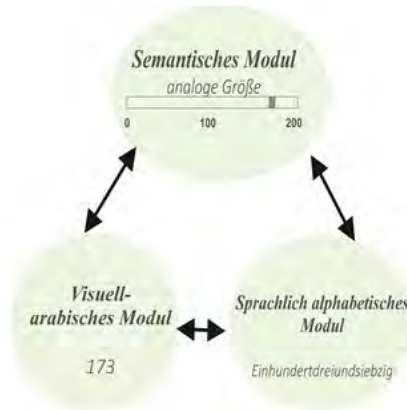 Semantisches Modul
analoge Größe
0 100 200
Visuell-
arabisches Modul
173
Sprachlich alphabetisches
Modul
Einhundertdreiundsiebzig